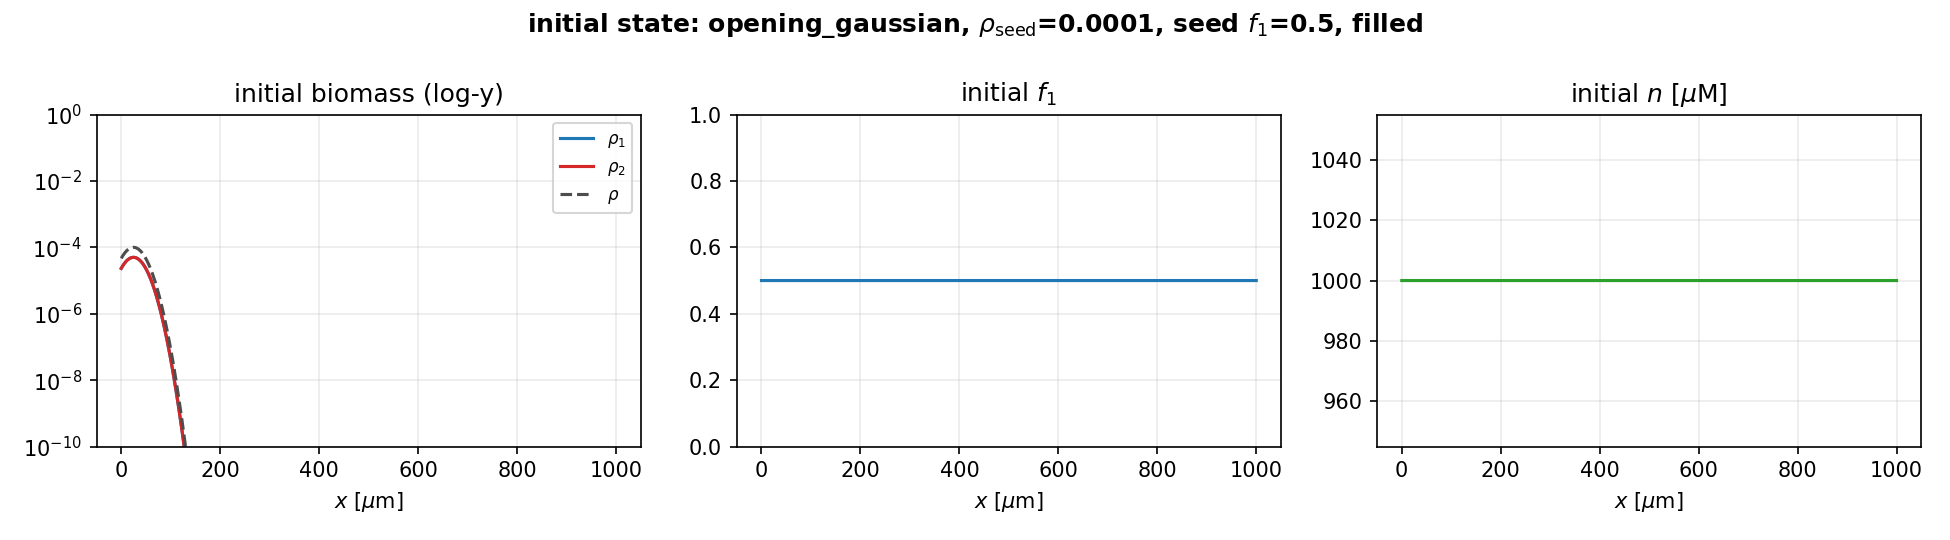 initial state: opening_gaussian, ρseed=0.0001, seed f1=0.5, filled
initial biomass (log-y)
10^0
10^-2
10^-4
10^-6
10^-8
10^-10
0 200 400 600 800 1000
x [μm]
ρ1
ρ2
ρ
initial f1
1.0
0.8
0.6
0.4
0.2
0.0
0 200 400 600 800 1000
x [μm]
initial n [μM]
1040
1020
1000
980
960
0 200 400 600 800 1000
x [μm]